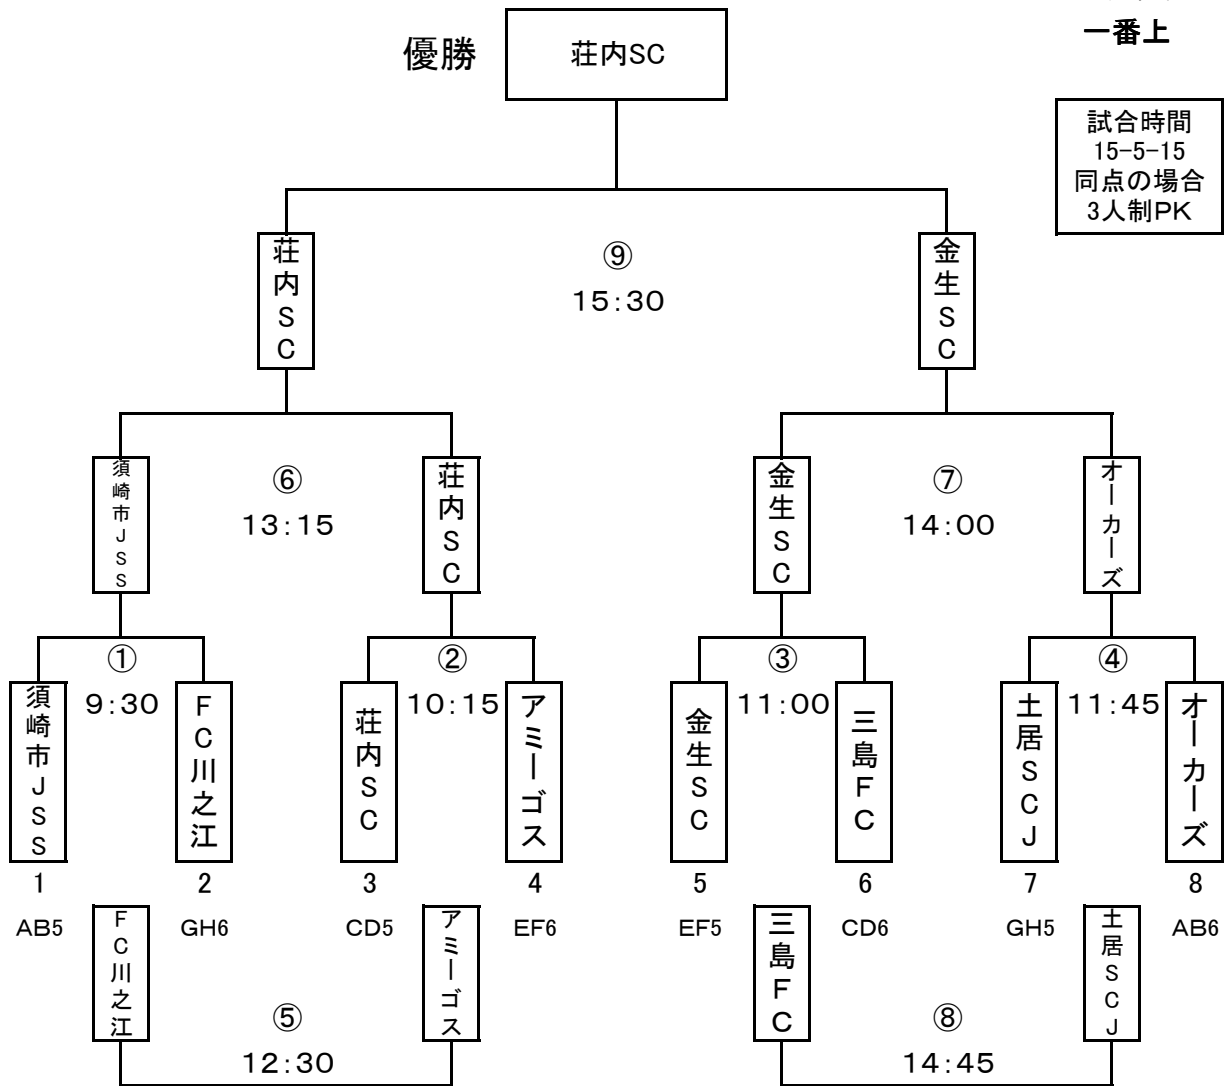 一番上
優勝
荘内SC
試合時間
15-5-15
同点の場合
3人制PK
荘内SC
⑨
15:30
金生SC
須崎市JSS
⑥
13:15
荘内SC
金生SC
⑦
14:00
オーカーズ
①
9:30
②
10:15
③
11:00
④
11:45
須崎市JSS
FC川之江
荘内SC
アミーゴス
金生SC
三島FC
土居SCJ
オーカーズ
1 2 3 4 5 6 7 8
AB5 GH6 CD5 EF6 EF5 CD6 GH5 AB6
FC川之江
⑤
12:30
アミーゴス
三島FC
⑧
14:45
土居SCJ